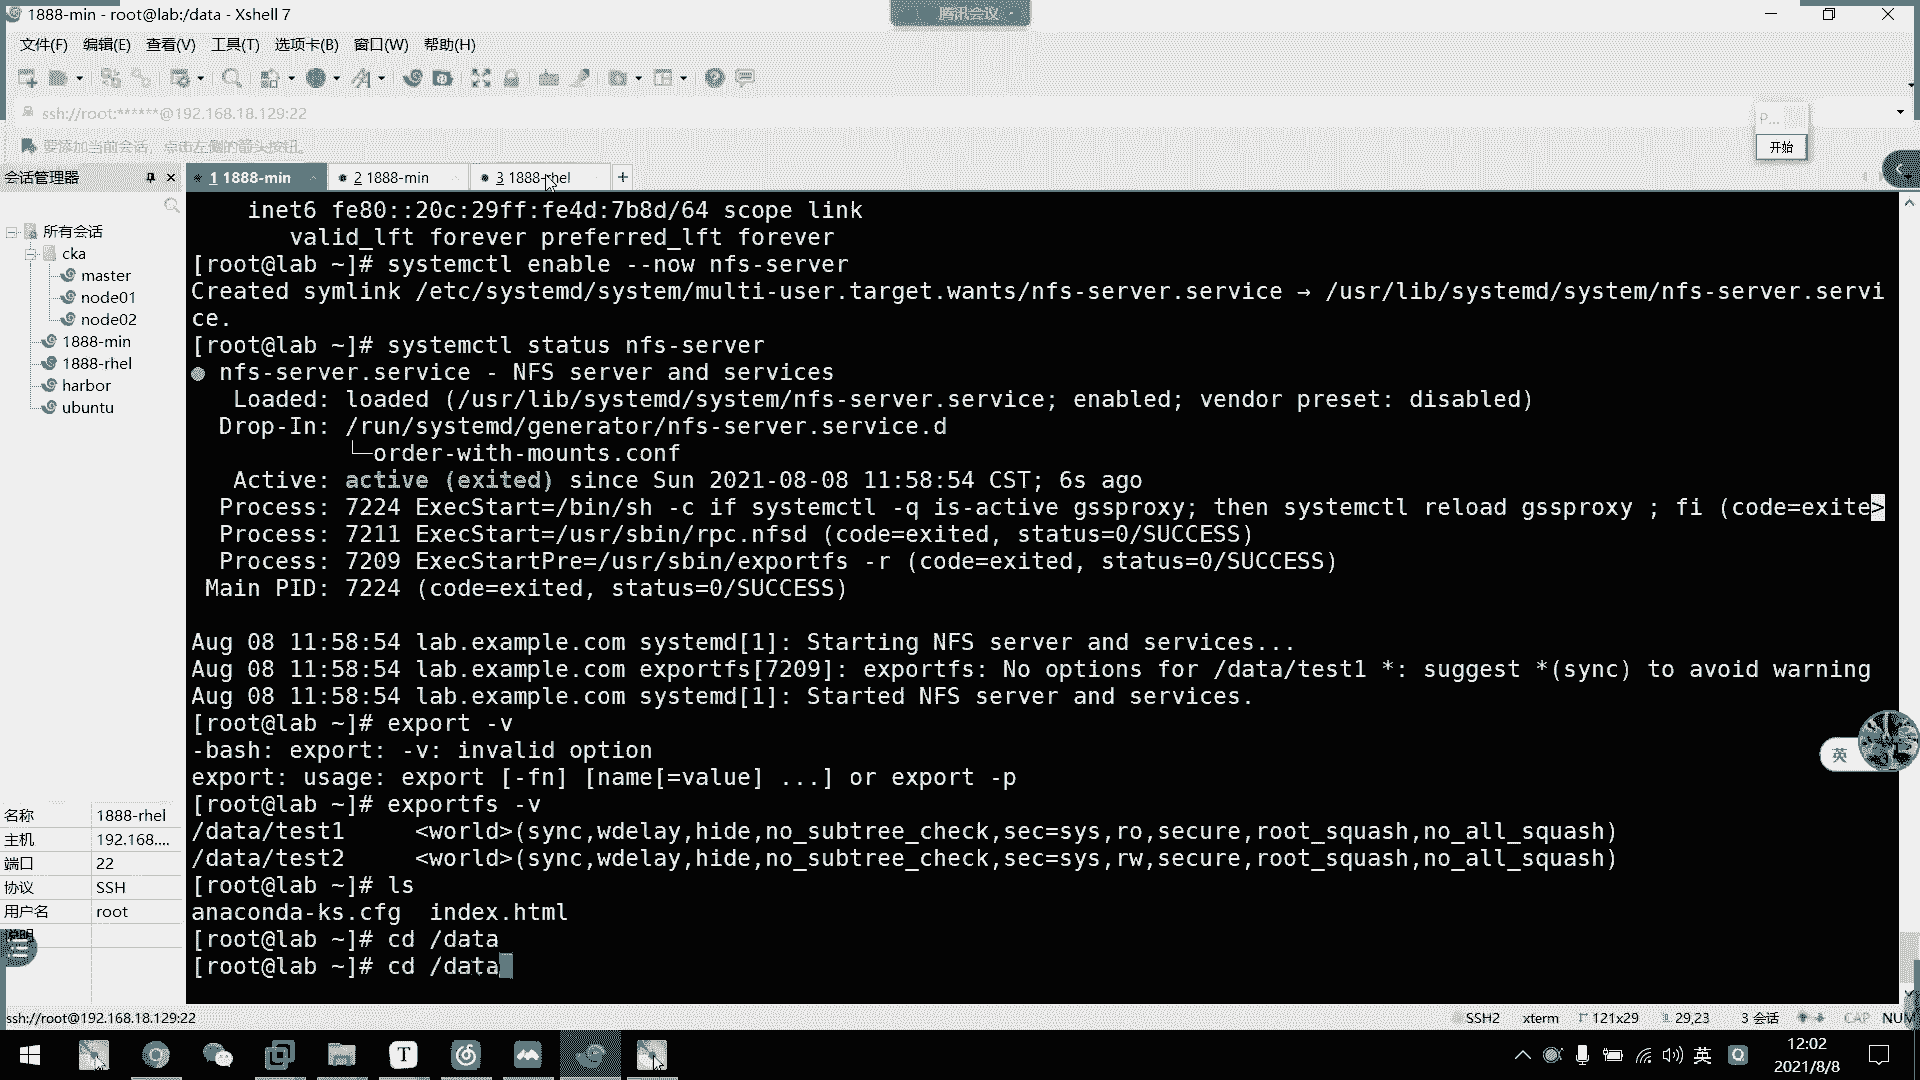 1888-min - root@lab:/data - Xshell 7
腾讯会议
文件(F) 编辑(E) 查看(V) 工具(T) 选项卡(B) 窗口(W) 帮助(H)
ssh://root:******@192.168.18.129:22
要添加当前会话，点击左侧的箭头按钮。
P...
开始
会话管理器
1 1888-min
2 1888-min
3 1888-rhel
+
所有会话
cka
master
node01
node02
1888-min
1888-rhel
harbor
ubuntu
inet6 fe80::20c:29ff:fe4d:7b8d/64 scope link
valid_lft forever preferred_lft forever
[root@lab ~]# systemctl enable --now nfs-server
Created symlink /etc/systemd/system/multi-user.target.wants/nfs-server.service → /usr/lib/systemd/system/nfs-server.servi
ce.
[root@lab ~]# systemctl status nfs-server
● nfs-server.service - NFS server and services
Loaded: loaded (/usr/lib/systemd/system/nfs-server.service; enabled; vendor preset: disabled)
Drop-In: /run/systemd/generator/nfs-server.service.d
└─order-with-mounts.conf
Active: active (exited) since Sun 2021-08-08 11:58:54 CST; 6s ago
Process: 7224 ExecStart=/bin/sh -c if systemctl -q is-active gssproxy; then systemctl reload gssproxy ; fi (code=exite>
Process: 7211 ExecStart=/usr/sbin/rpc.nfsd (code=exited, status=0/SUCCESS)
Process: 7209 ExecStartPre=/usr/sbin/exportfs -r (code=exited, status=0/SUCCESS)
Main PID: 7224 (code=exited, status=0/SUCCESS)
Aug 08 11:58:54 lab.example.com systemd[1]: Starting NFS server and services...
Aug 08 11:58:54 lab.example.com exportfs[7209]: exportfs: No options for /data/test1 *: suggest *(sync) to avoid warning
Aug 08 11:58:54 lab.example.com systemd[1]: Started NFS server and services.
[root@lab ~]# export -v
-bash: export: -v: invalid option
export: usage: export [-fn] [name[=value] ...] or export -p
[root@lab ~]# exportfs -v
/data/test1 <world>(sync,wdelay,hide,no_subtree_check,sec=sys,ro,secure,root_squash,no_all_squash)
/data/test2 <world>(sync,wdelay,hide,no_subtree_check,sec=sys,rw,secure,root_squash,no_all_squash)
[root@lab ~]# ls
anaconda-ks.cfg index.html
[root@lab ~]# cd /data
[root@lab ~]# cd /data
英
名称 1888-rhel
主机 192.168....
端口 22
协议 SSH
用户名 root
说明
ssh://root@192.168.18.129:22
SSH2 xterm 121x29 29,23 3 会话 CAP NUM
T
英
12:02
2021/8/8